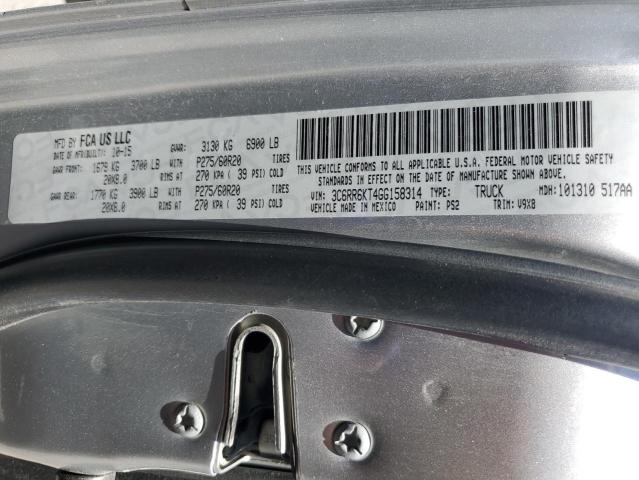 MFD BY FCA US LLC
DATE OF MFR(BUILT): 10-15 GVWR: 3130 KG 6900 LB
GAWR FRONT: 1679 KG 3700 LB WITH P275/60R20 TIRES
20X8.0 RIMS AT 270 KPA ( 39 PSI) COLD
GAWR REAR: 1770 KG 3900 LB WITH P275/60R20 TIRES
20X8.0 RIMS AT 270 KPA ( 39 PSI) COLD
THIS VEHICLE CONFORMS TO ALL APPLICABLE U.S.A. FEDERAL MOTOR VEHICLE SAFETY
STANDARDS IN EFFECT ON THE DATE OF MANUFACTURE SHOWN ABOVE.
VIN: 3C6RR6KT4GG158314 TYPE: TRUCK MDH: 101310 517AA
VEHICLE MADE IN MEXICO PAINT: PS2 TRIM: V9X8